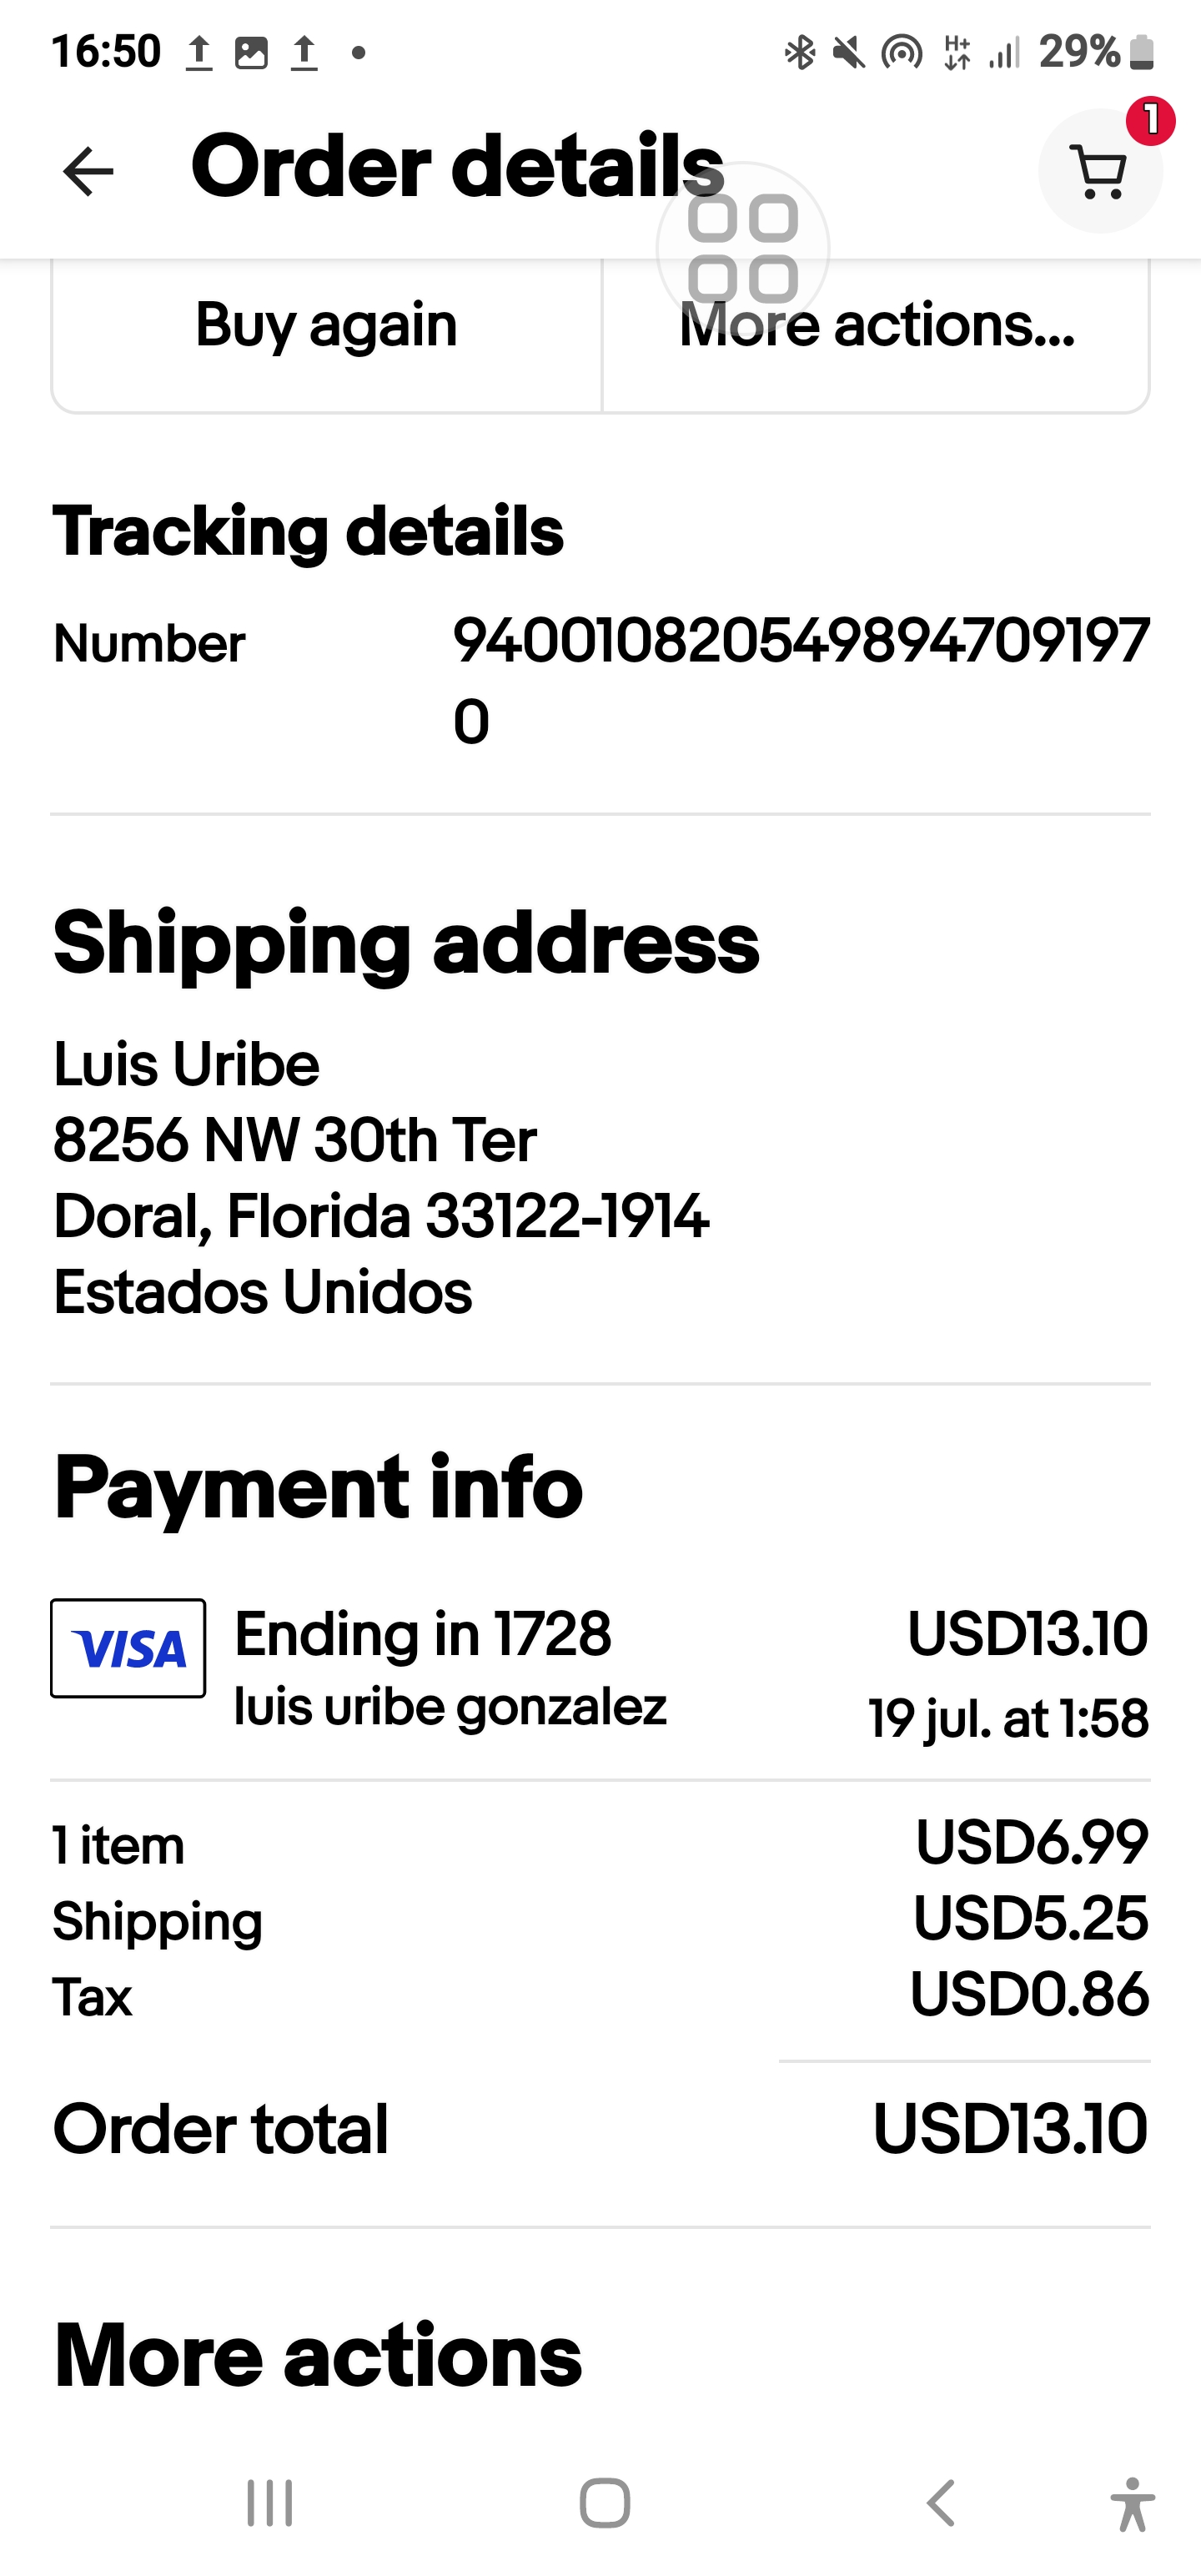 16:50
H+
29%
Order details
1
Buy again
More actions...
Tracking details
Number
940010820549894709197
0
Shipping address
Luis Uribe
8256 NW 30th Ter
Doral, Florida 33122-1914
Estados Unidos
Payment info
VISA
Ending in 1728
USD13.10
luis uribe gonzalez
19 jul. at 1:58
1 item
USD6.99
Shipping
USD5.25
Tax
USD0.86
Order total
USD13.10
More actions